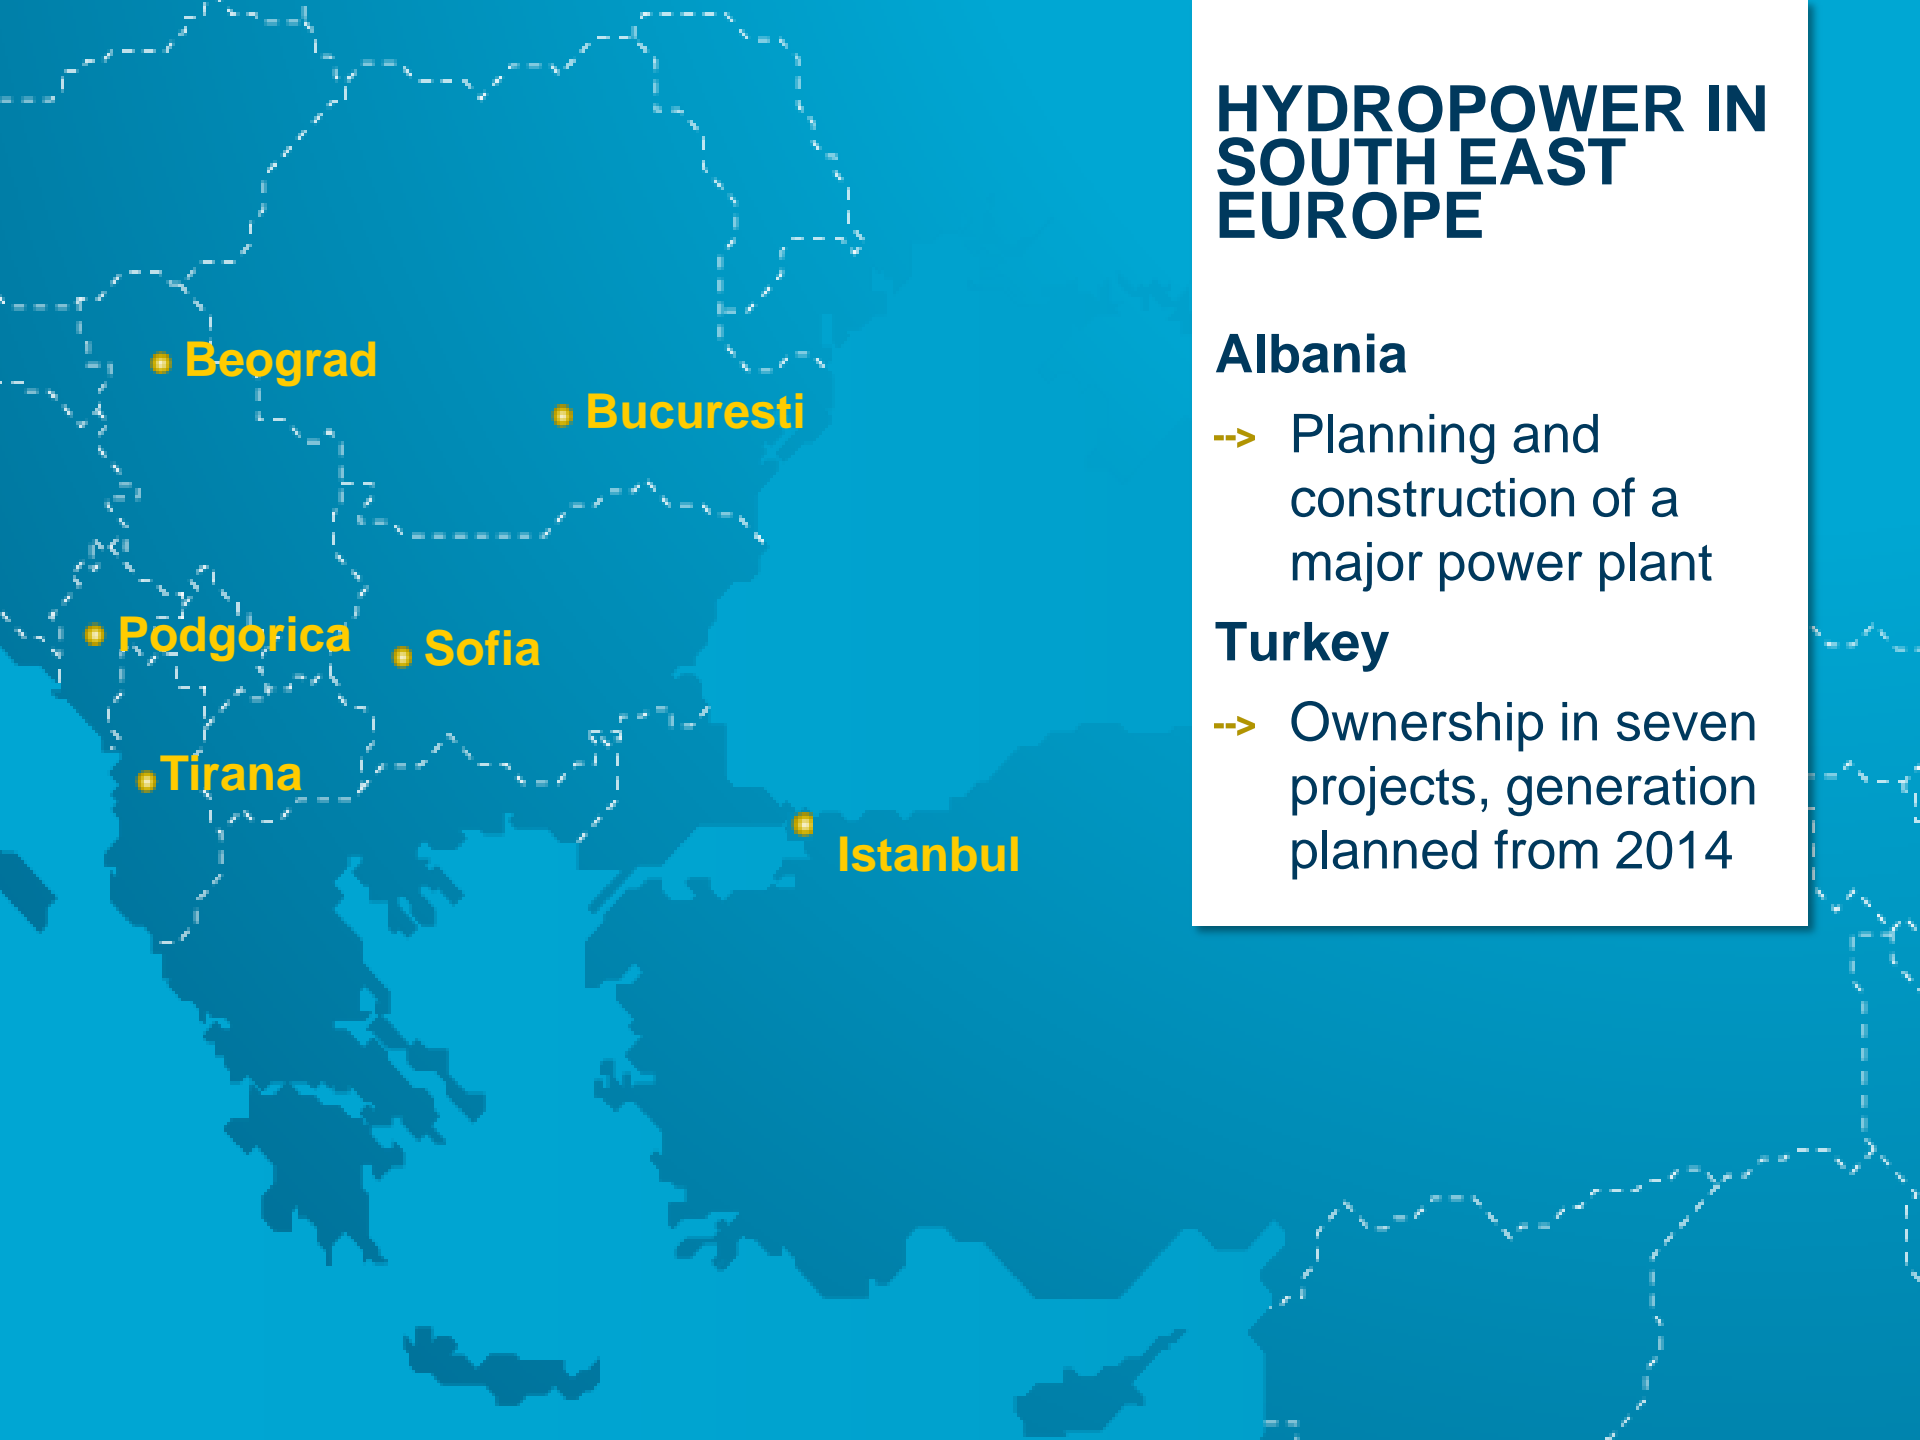 HYDROPOWER IN
SOUTH EAST
EUROPE
Albania
--> Planning and
construction of a
major power plant
Turkey
--> Ownership in seven
projects, generation
planned from 2014
Beograd
Bucuresti
Podgorica
Sofia
Tirana
Istanbul